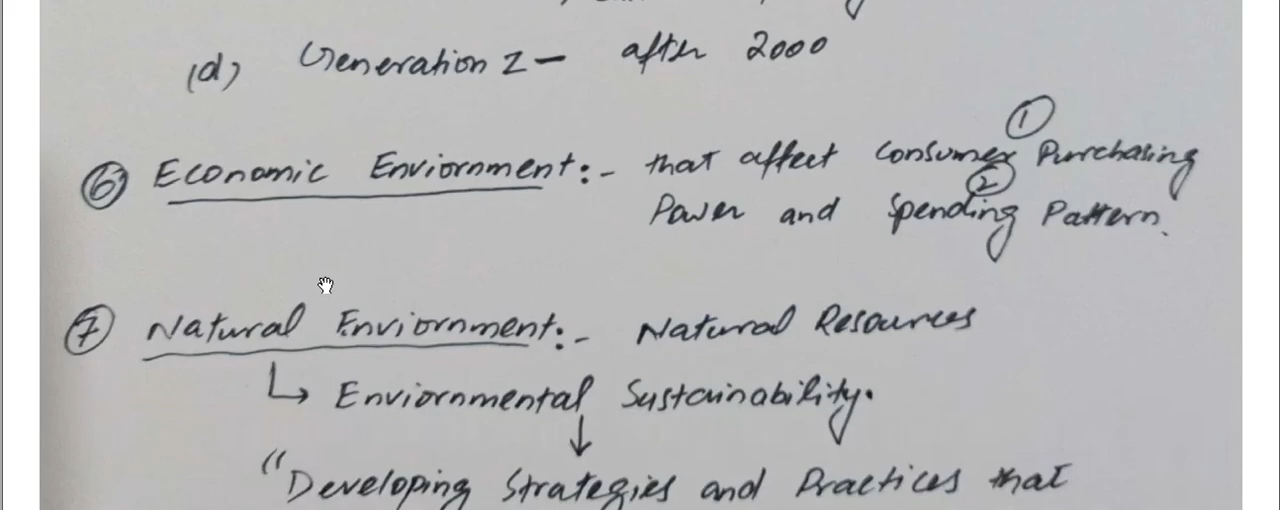 (d) Generation Z — after 2000
①
⑥ Economic Enviornment:- that affect Consumer Purchasing
②
Power and Spending Pattern.
⑦ Natural Enviornment:- Natural Resources
↳ Enviornmental Sustainability.
↓
"Developing Strategies and Practices that